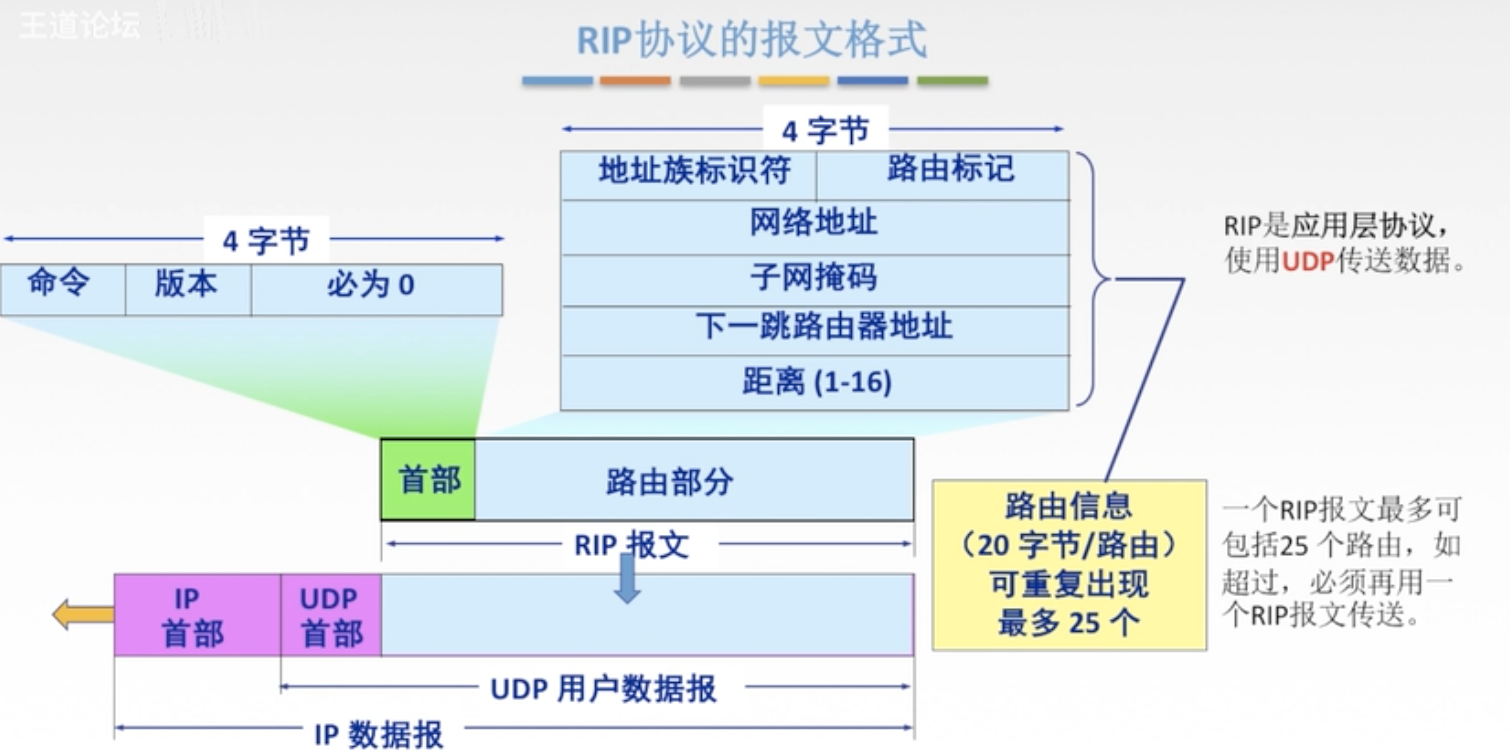 王道论坛
RIP协议的报文格式
4 字节
地址族标识符 路由标记
网络地址
子网掩码
下一跳路由器地址
距离 (1-16)
4 字节
命令 版本 必为 0
RIP是应用层协议，
使用UDP传送数据。
首部 路由部分
RIP 报文
路由信息
（20 字节/路由）
可重复出现
最多 25 个
一个RIP报文最多可
包括25 个路由，如
超过，必须再用一
个RIP报文传送。
IP
首部
UDP
首部
UDP 用户数据报
IP 数据报